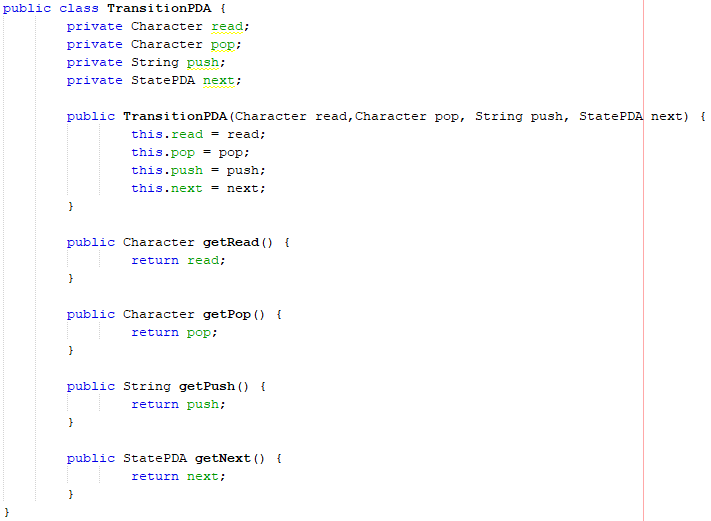 public class TransitionPDA {
private Character read;
private Character pop;
private String push;
private StatePDA next;
public TransitionPDA(Character read,Character pop, String push, StatePDA next) {
this.read = read;
this.pop = pop;
this.push = push;
this.next = next;
}
public Character getRead() {
return read;
}
public Character getPop() {
return pop;
}
public String getPush() {
return push;
}
public StatePDA getNext() {
return next;
}
}